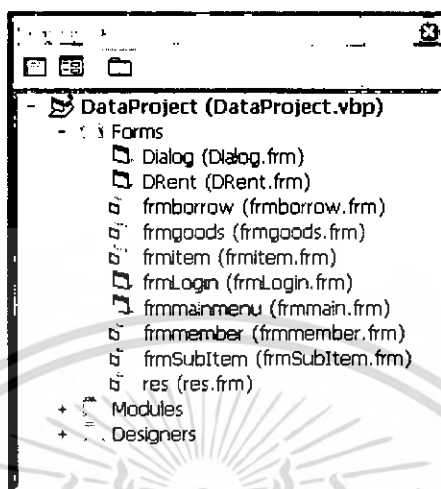 DataProject (DataProject.vbp)
Forms
Dialog (Dialog.frm)
DRent (DRent.frm)
frmborrow (frmborrow.frm)
frmgoods (frmgoods.frm)
frmitem (frmitem.frm)
frmLogin (frmLogin.frm)
frmmainmenu (frmmain.frm)
frmmember (frmmember.frm)
frmSubItem (frmSubItem.frm)
res (res.frm)
Modules
Designers